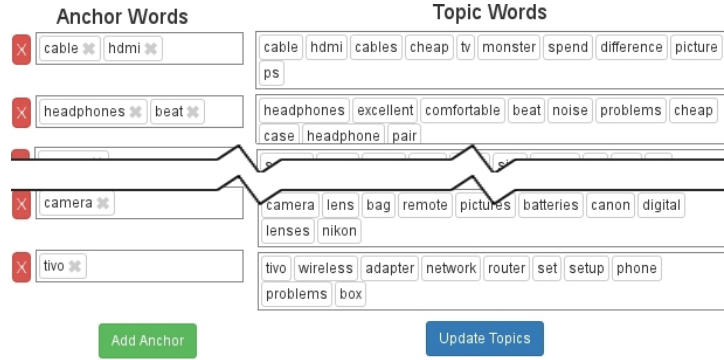 Anchor Words Topic Words
X cable ✖ hdmi ✖ cable hdmi cables cheap tv monster spend difference picture
ps
X headphones ✖ beat ✖ headphones excellent comfortable beat noise problems cheap
case headphone pair
X camera ✖ camera lens bag remote pictures batteries canon digital
lenses nikon
X tivo ✖ tivo wireless adapter network router set setup phone
problems box
Add Anchor Update Topics